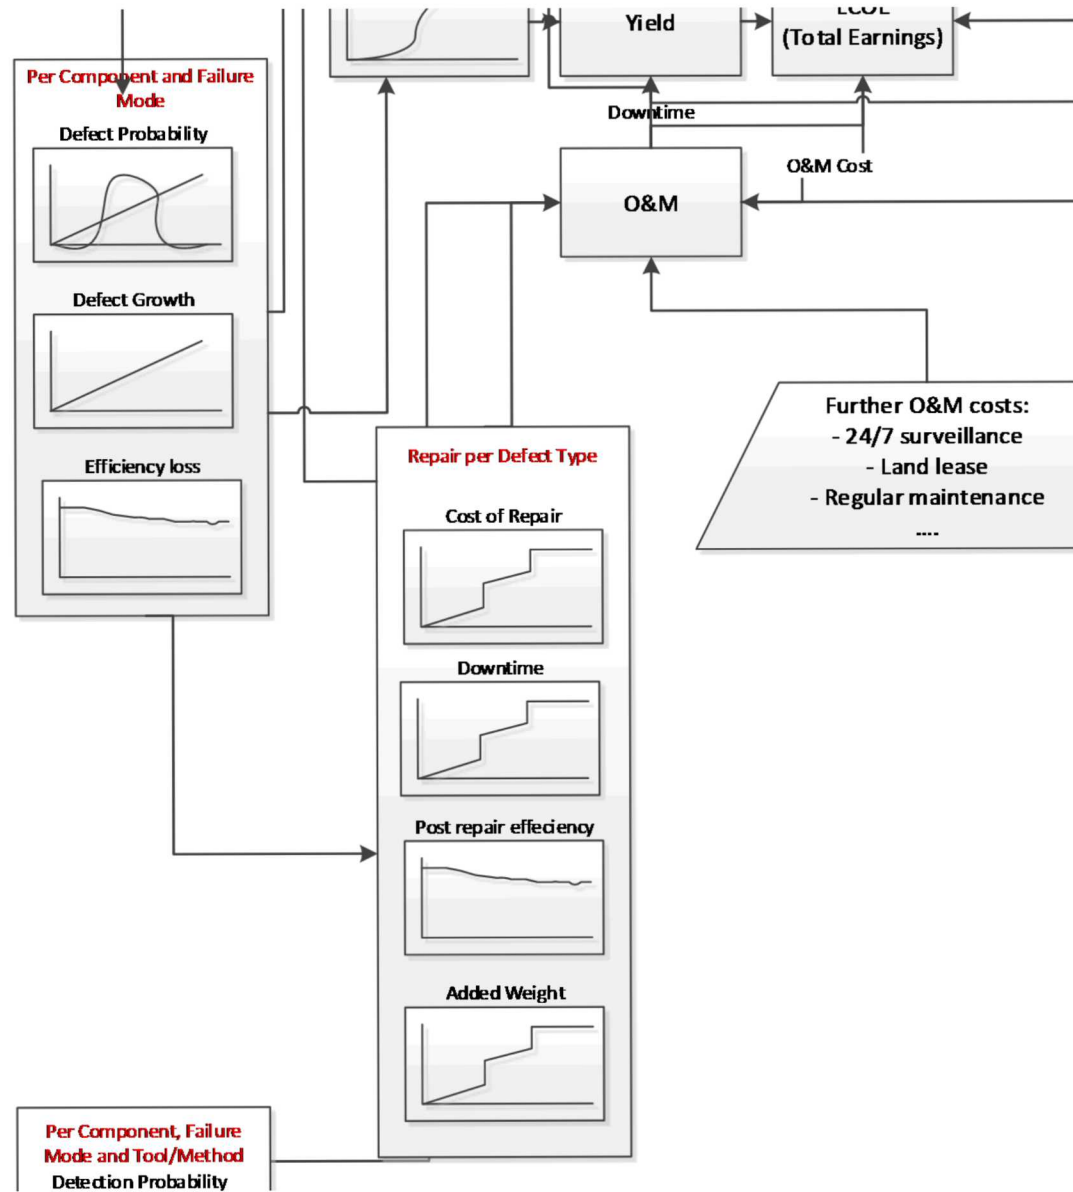 Yield
(Total Earnings)
Per Component and Failure
Mode
Defect Probability
Downtime
O&M Cost
O&M
Defect Growth
Further O&M costs:
- 24/7 surveillance
- Land lease
- Regular maintenance
....
Efficiency loss
Repair per Defect Type
Cost of Repair
Downtime
Post repair effeciency
Added Weight
Per Component, Failure
Mode and Tool/Method
Detection Probability